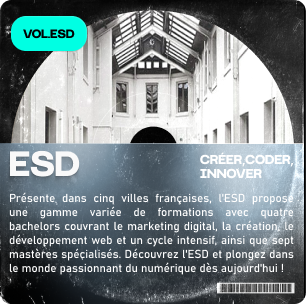 VOL.ESD
ESD
CRÉER,CODER,
INNOVER
Présente dans cinq villes françaises, l'ESD propose
une gamme variée de formations avec quatre
bachelors couvrant le marketing digital, la création, le
développement web et un cycle intensif, ainsi que sept
mastères spécialisés. Découvrez l'ESD et plongez dans
le monde passionnant du numérique dès aujourd'hui !